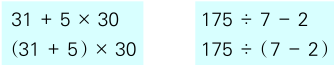 31 + 5 × 30
(31 + 5) × 30
175 ÷ 7 − 2
175 ÷ (7 − 2)